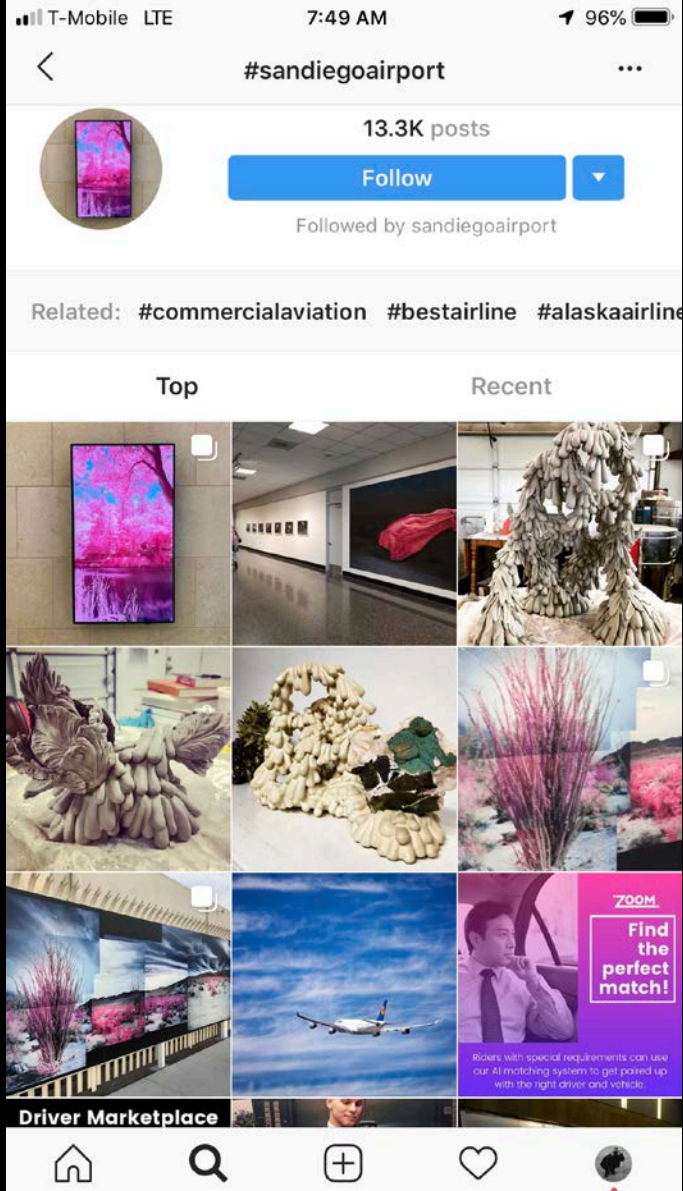 T-Mobile LTE 7:49 AM 96%
#sandiegoairport
13.3K posts
Follow
Followed by sandiegoairport
Related: #commercialaviation #bestairline #alaskaairline
Top Recent
ZOOM
Find
the
perfect
match!
Riders with special requirements can use
our AI matching system to get paired up
with the right driver and vehicle.
Driver Marketplace